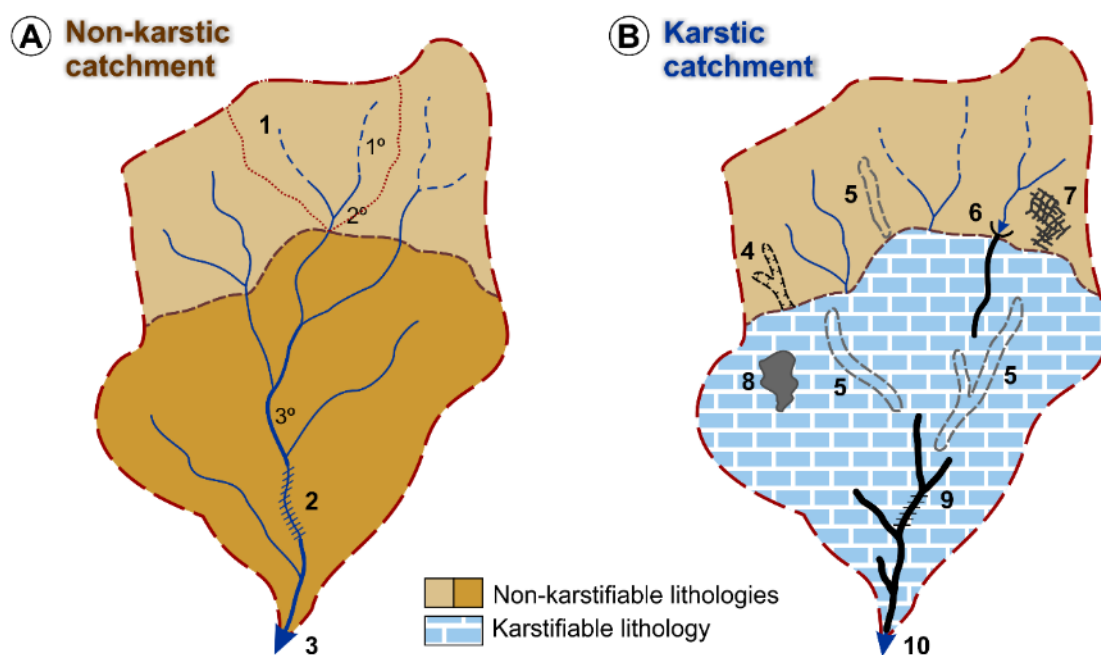 A Non-karstic
catchment
B Karstic
catchment
1
1º
2º
3º
2
3
4
5
6
7
8
5
5
9
10
Non-karstifiable lithologies
Karstifiable lithology